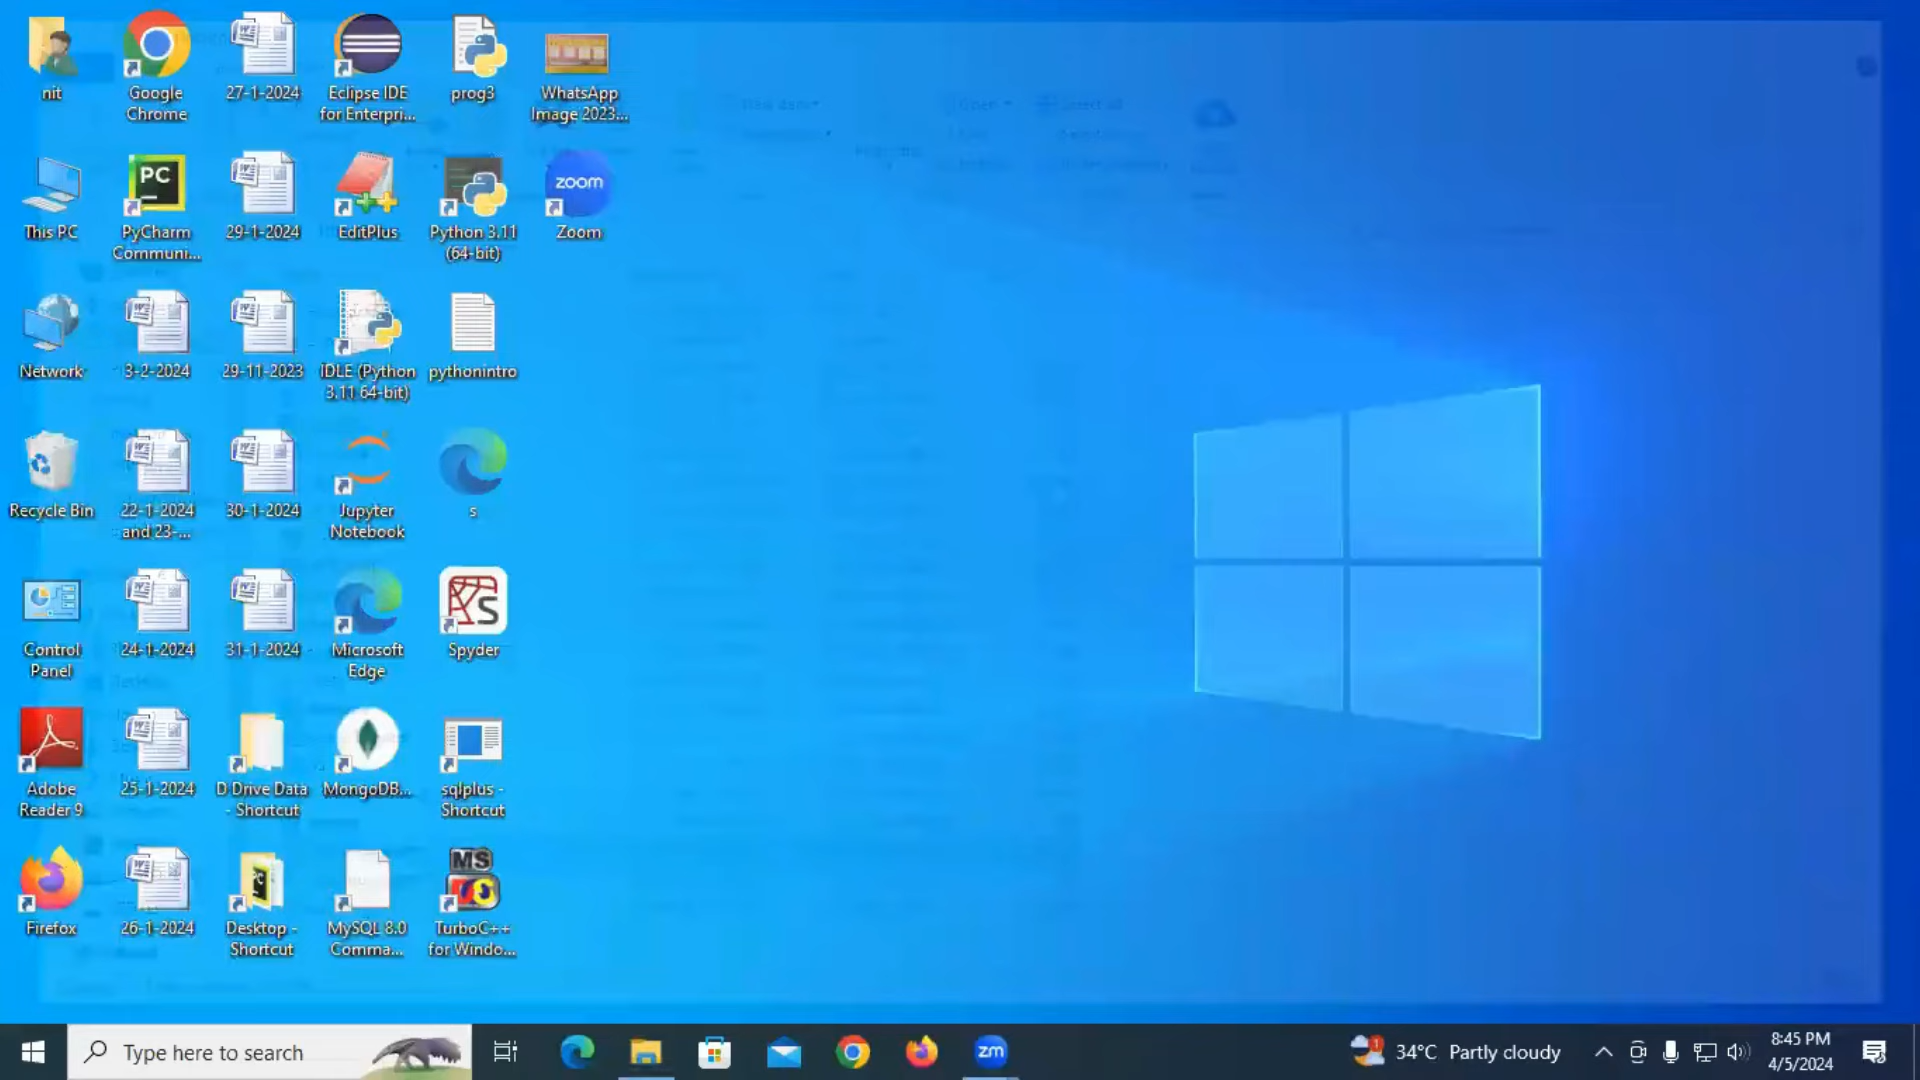 nit
Google
Chrome
27-1-2024
Eclipse IDE
for Enterpri...
prog3
WhatsApp
Image 2023...
This PC
PC
PyCharm
Communi...
29-1-2024
EditPlus
Python 3.11
(64-bit)
zoom
Zoom
Network
3-2-2024
29-11-2023
IDLE (Python
3.11 64-bit)
pythonintro
Recycle Bin
22-1-2024
and 23-...
30-1-2024
Jupyter
Notebook
s
Control
Panel
24-1-2024
31-1-2024
Microsoft
Edge
S
Spyder
Adobe
Reader 9
25-1-2024
D Drive Data
- Shortcut
MongoDB...
sqlplus -
Shortcut
Firefox
26-1-2024
PC
Desktop -
Shortcut
MySQL 8.0
Comma...
MS
TurboC++
for Windo...
Type here to search
zm
1
34°C Partly cloudy
8:45 PM
4/5/2024